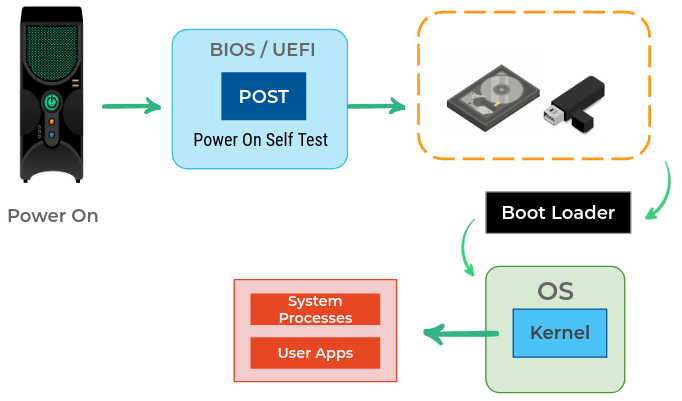 BIOS / UEFI
POST
Power On Self Test
Power On
Boot Loader
OS
Kernel
System
Processes
User Apps